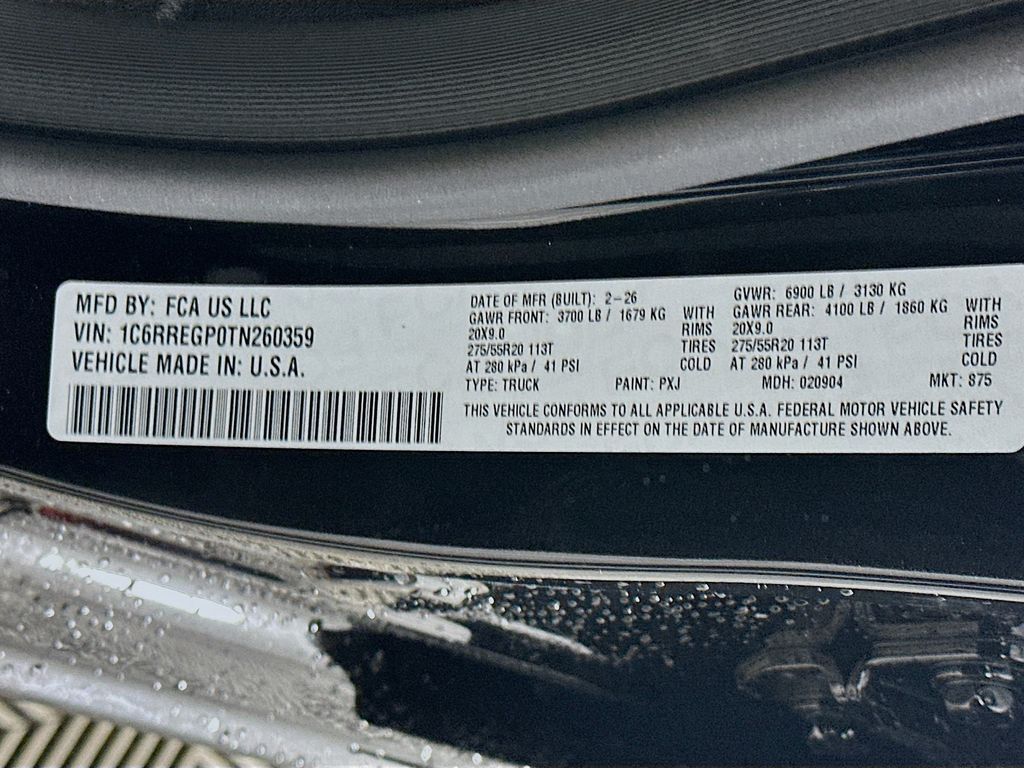 MFD BY: FCA US LLC
VIN: 1C6RREGP0TN260359
VEHICLE MADE IN: U.S.A.
DATE OF MFR (BUILT): 2-26
GAWR FRONT: 3700 LB / 1679 KG WITH
20X9.0 RIMS
275/55R20 113T TIRES
AT 280 kPa / 41 PSI COLD
GVWR: 6900 LB / 3130 KG
GAWR REAR: 4100 LB / 1860 KG WITH
20X9.0 RIMS
275/55R20 113T TIRES
AT 280 kPa / 41 PSI COLD
TYPE: TRUCK PAINT: PXJ MDH: 020904 MKT: 875
THIS VEHICLE CONFORMS TO ALL APPLICABLE U.S.A. FEDERAL MOTOR VEHICLE SAFETY
STANDARDS IN EFFECT ON THE DATE OF MANUFACTURE SHOWN ABOVE.